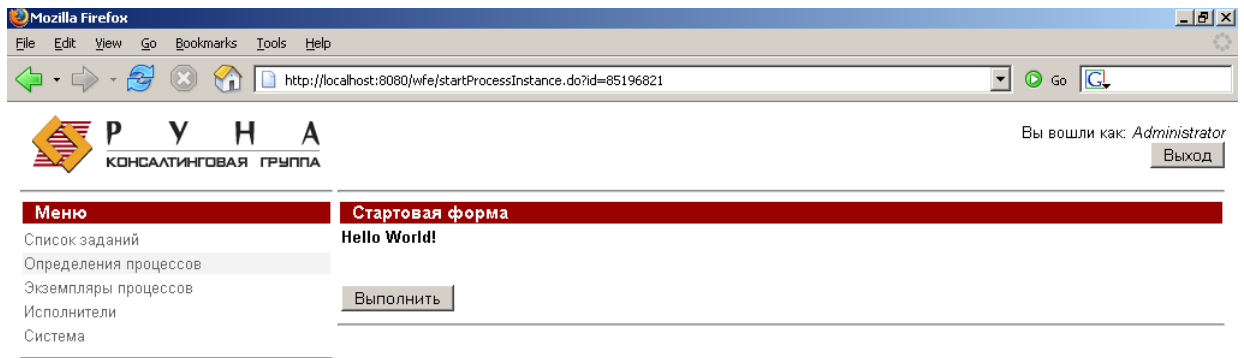 Mozilla Firefox
File Edit View Go Bookmarks Tools Help
http://localhost:8080/wfe/startProcessInstance.do?id=85196821 Go G
РУНА
КОНСАЛТИНГОВАЯ ГРУППА
Вы вошли как: Administrator
Выход
Меню
Список заданий
Определения процессов
Экземпляры процессов
Исполнители
Система
Стартовая форма
Hello World!
Выполнить